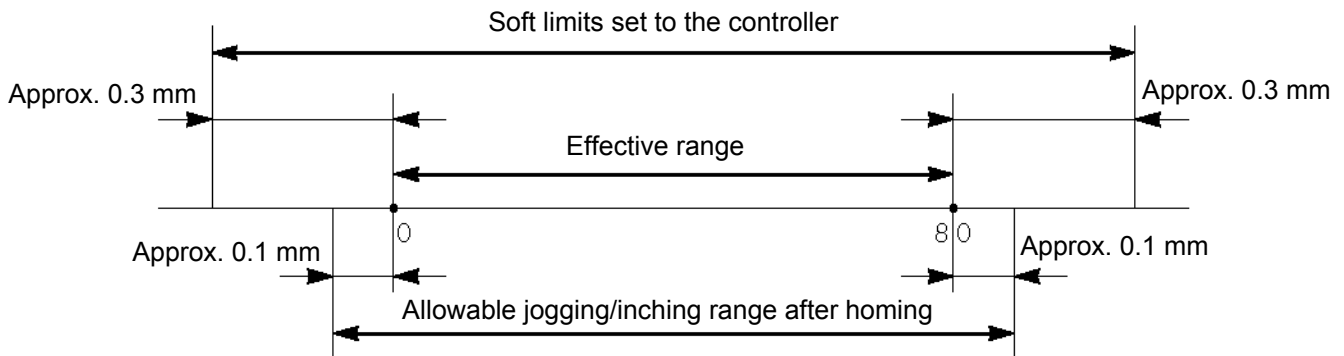 Soft limits set to the controller
Approx. 0.3 mm
Approx. 0.3 mm
Effective range
0
80
Approx. 0.1 mm
Approx. 0.1 mm
Allowable jogging/inching range after homing